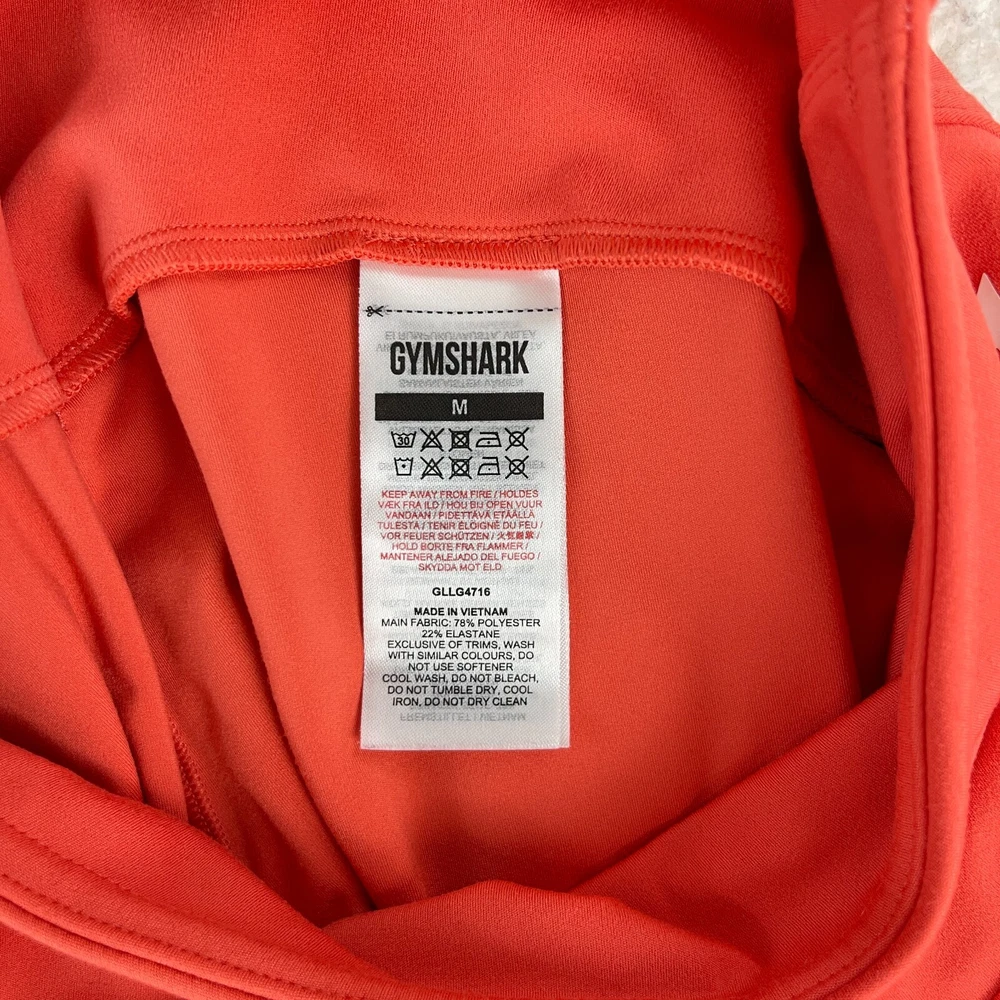 GYMSHARK
M
30
KEEP AWAY FROM FIRE / HOLDES
VÆK FRA ILD / HOU BIJ OPEN VUUR
VANDAAN / PIDETTÄVÄ ETÄÄLLÄ
TULESTA / TENIR ÉLOIGNÉ DU FEU /
VOR FEUER SCHÜTZEN / 火気厳禁 /
HOLD BORTE FRA FLAMMER /
MANTENER ALEJADO DEL FUEGO /
SKYDDA MOT ELD
GLLG4716
MADE IN VIETNAM
MAIN FABRIC: 78% POLYESTER
22% ELASTANE
EXCLUSIVE OF TRIMS, WASH
WITH SIMILAR COLOURS, DO
NOT USE SOFTENER
COOL WASH, DO NOT BLEACH,
DO NOT TUMBLE DRY, COOL
IRON, DO NOT DRY CLEAN